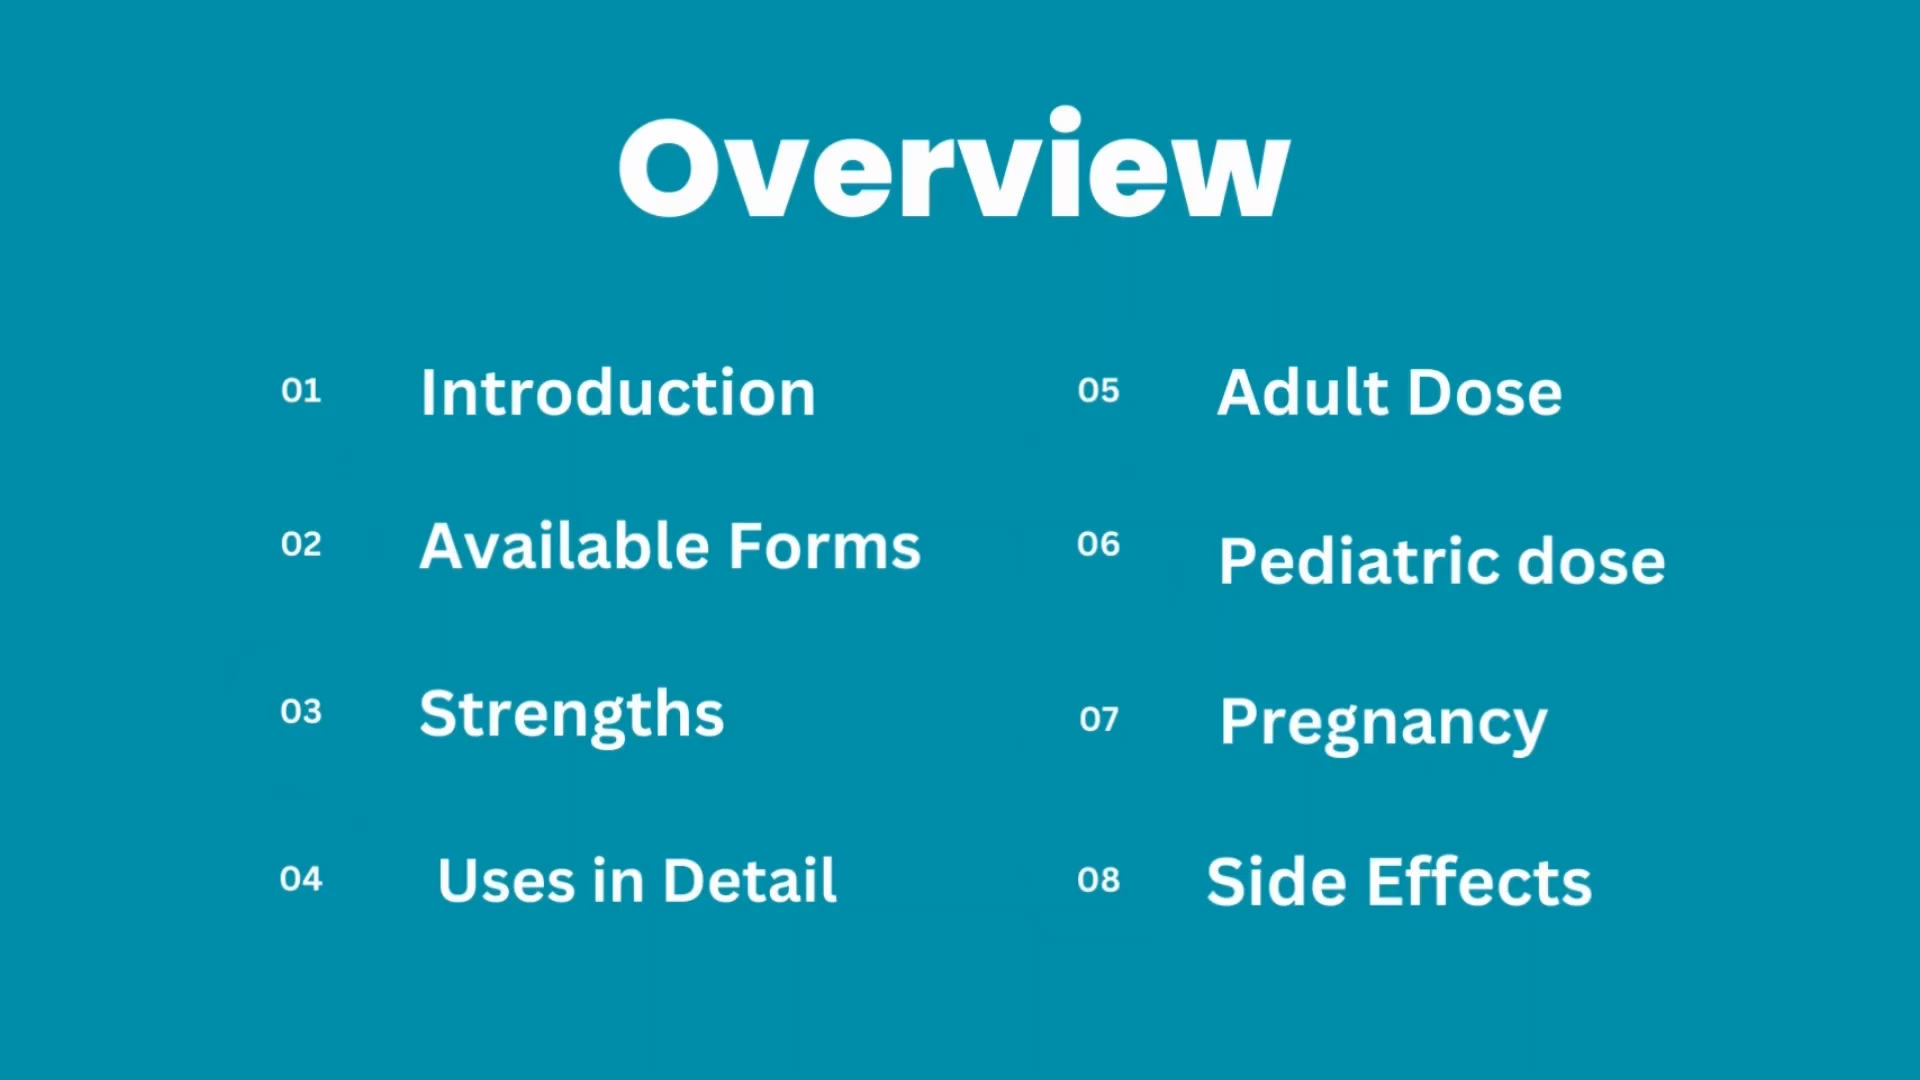 Overview
01 Introduction
02 Available Forms
03 Strengths
04 Uses in Detail
05 Adult Dose
06 Pediatric dose
07 Pregnancy
08 Side Effects